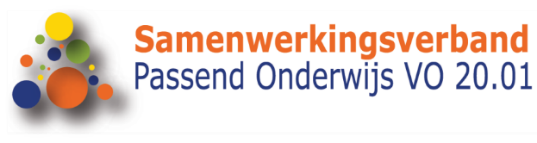 Samenwerkingsverband
Passend Onderwijs VO 20.01